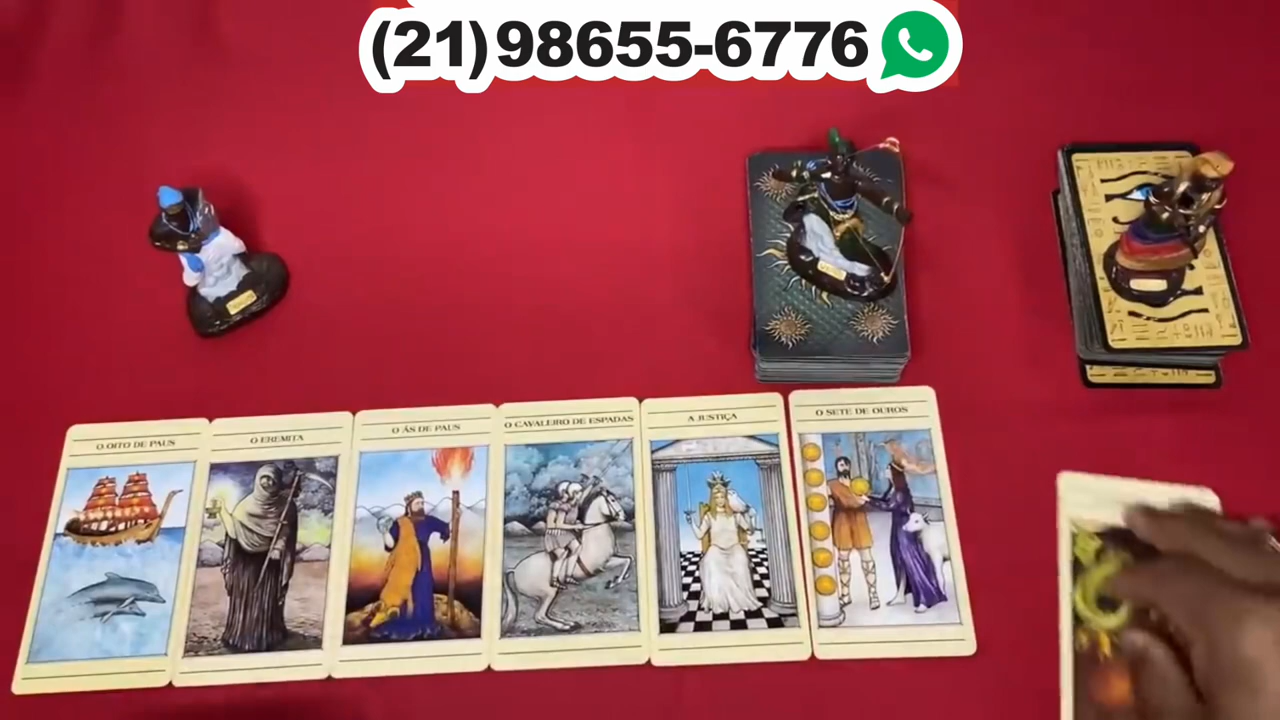 (21)98655-6776
O OITO DE PAUS
O EREMITA
O ÁS DE PAUS
O CAVALEIRO DE ESPADAS
A JUSTIÇA
O SETE DE OUROS